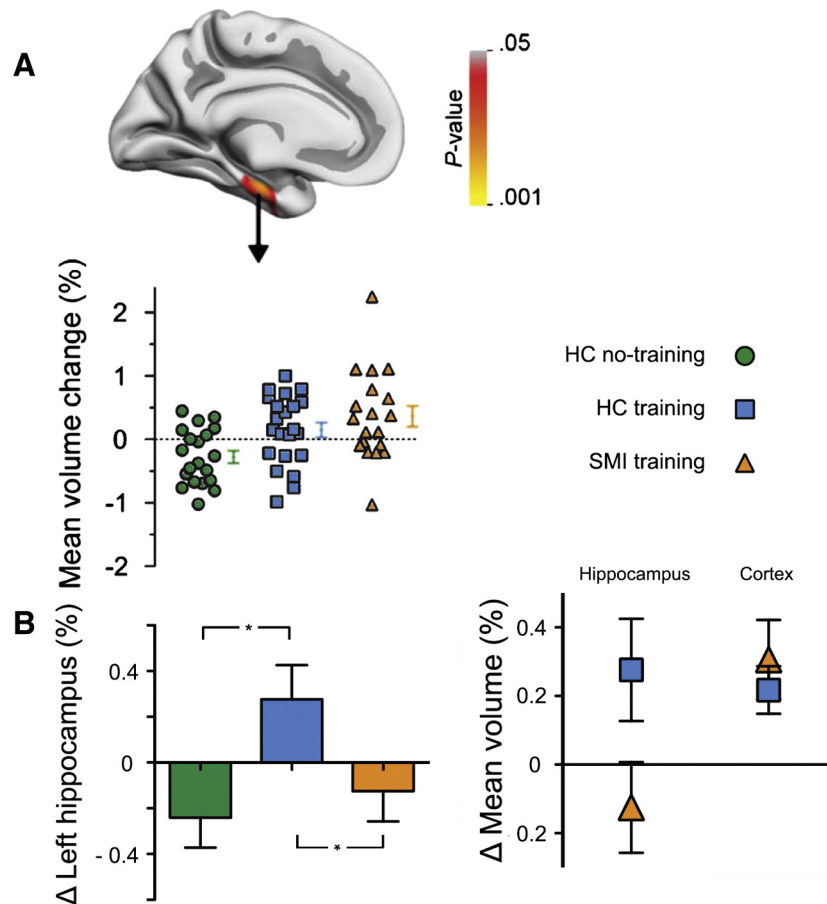 A
.05
P-value
.001
Mean volume change (%)
2
1
0
-1
-2
HC no-training
HC training
SMI training
B
Δ Left hippocampus (%)
0.4
0
- 0.4
*
*
Hippocampus Cortex
Δ Mean volume (%)
0.4
0.2
0
0.2